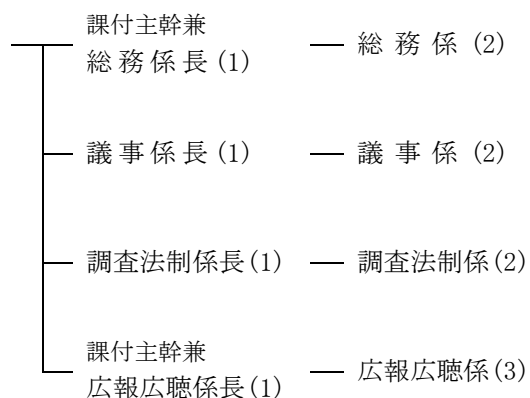 課付主幹兼
総務係長(1) 総務係(2)
議事係長(1) 議事係(2)
調査法制係長(1) 調査法制係(2)
課付主幹兼
広報広聴係長(1) 広報広聴係(3)